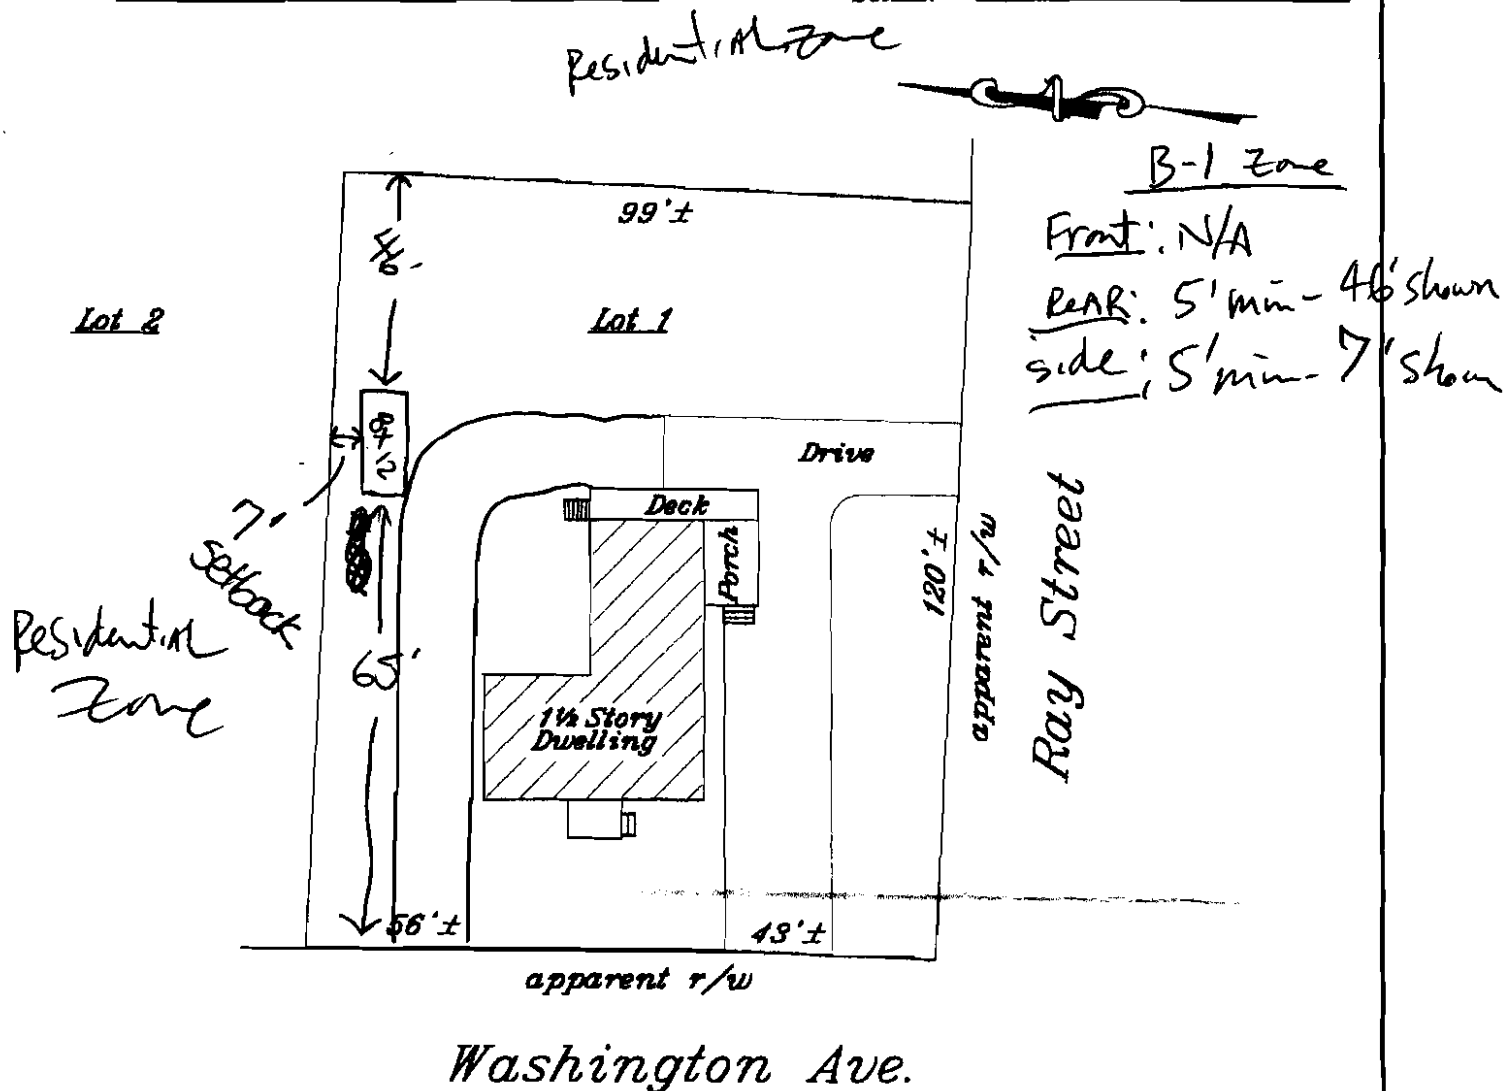 Residential Zone
B-1 Zone
Front: N/A
Rear: 5' min - 46' shown
side: 5' min - 7' shown
99'±
46'
Lot 2
Lot 1
Drive
Deck
Porch
7'
setback
120'±
apparent r/w
Ray Street
Residential
Zone
65'
1½ Story
Dwelling
56'±
43'±
apparent r/w
Washington Ave.